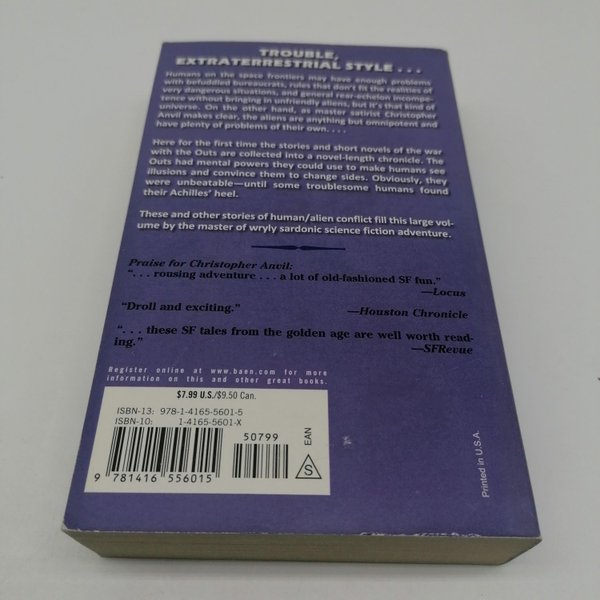 TROUBLE,
EXTRATERRESTRIAL STYLE . . .
Humans on the space frontiers may have enough problems
with befuddled bureaucrats, rules that don't fit the realities of
very dangerous situations, and general rear-echelon incompe-
tence without bringing in unfriendly aliens, but it's that kind of
universe. On the other hand, as master satirist Christopher
Anvil makes clear, the aliens are anything but omnipotent and
have plenty of problems of their own. . . .
Here for the first time the stories and short novels of the war
with the Outs are collected into a novel-length chronicle. The
Outs had mental powers they could use to make humans see
illusions and convince them to change sides. Obviously, they
were unbeatable—until some troublesome humans found
their Achilles' heel.
These and other stories of human/alien conflict fill this large vol-
ume by the master of wryly sardonic science fiction adventure.
Praise for Christopher Anvil:
". . . rousing adventure . . . a lot of old-fashioned SF fun."
—Locus
"Droll and exciting." —Houston Chronicle
". . . these SF tales from the golden age are well worth read-
ing." —SFRevue
Register online at www.baen.com for more
information on this and other great books.
$7.99 U.S./$9.50 Can.
ISBN-13: 978-1-4165-5601-5
ISBN-10: 1-4165-5601-X
50799
9 781416 556015
EAN
S
Printed in U.S.A.